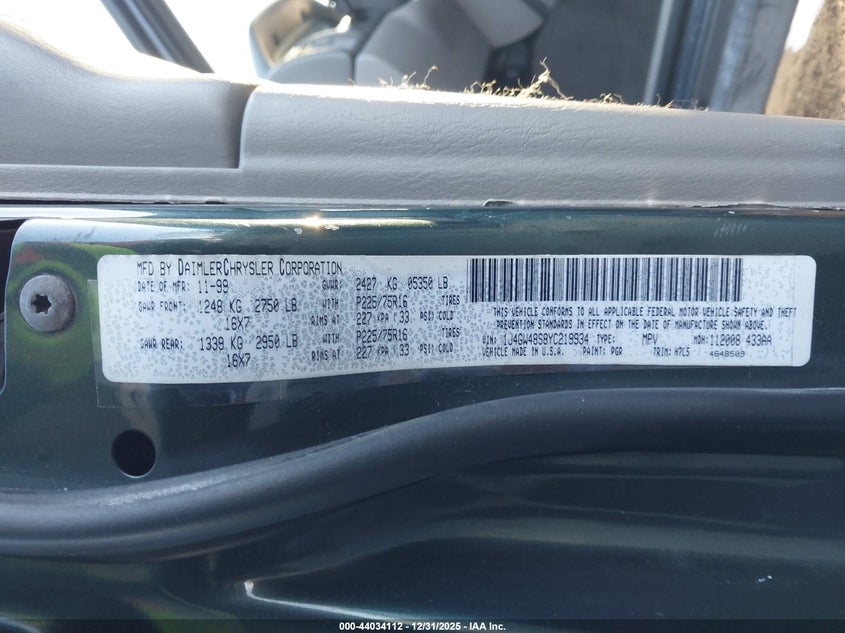 MFD BY DAIMLERCHRYSLER CORPORATION
DATE OF MFR: 11-99 GVWR: 2427 KG 05350 LB
GAWR FRONT: 1248 KG 2750 LB WITH P225/75R16 TIRES
16X7 RIMS AT 227 KPA ( 33 PSI) COLD
GAWR REAR: 1339 KG 2950 LB WITH P225/75R16 TIRES
16X7 RIMS AT 227 KPA ( 33 PSI) COLD
THIS VEHICLE CONFORMS TO ALL APPLICABLE FEDERAL MOTOR VEHICLE SAFETY AND THEFT
PREVENTION STANDARDS IN EFFECT ON THE DATE OF MANUFACTURE SHOWN ABOVE.
VIN: 1J4GW48S8YC219934 TYPE: MPV MDH: 112008 433AA
VEHICLE MADE IN U.S.A. PAINT: PGR TRIM: H7L5 4648509
000-44034112 - 12/31/2025 - IAA Inc.